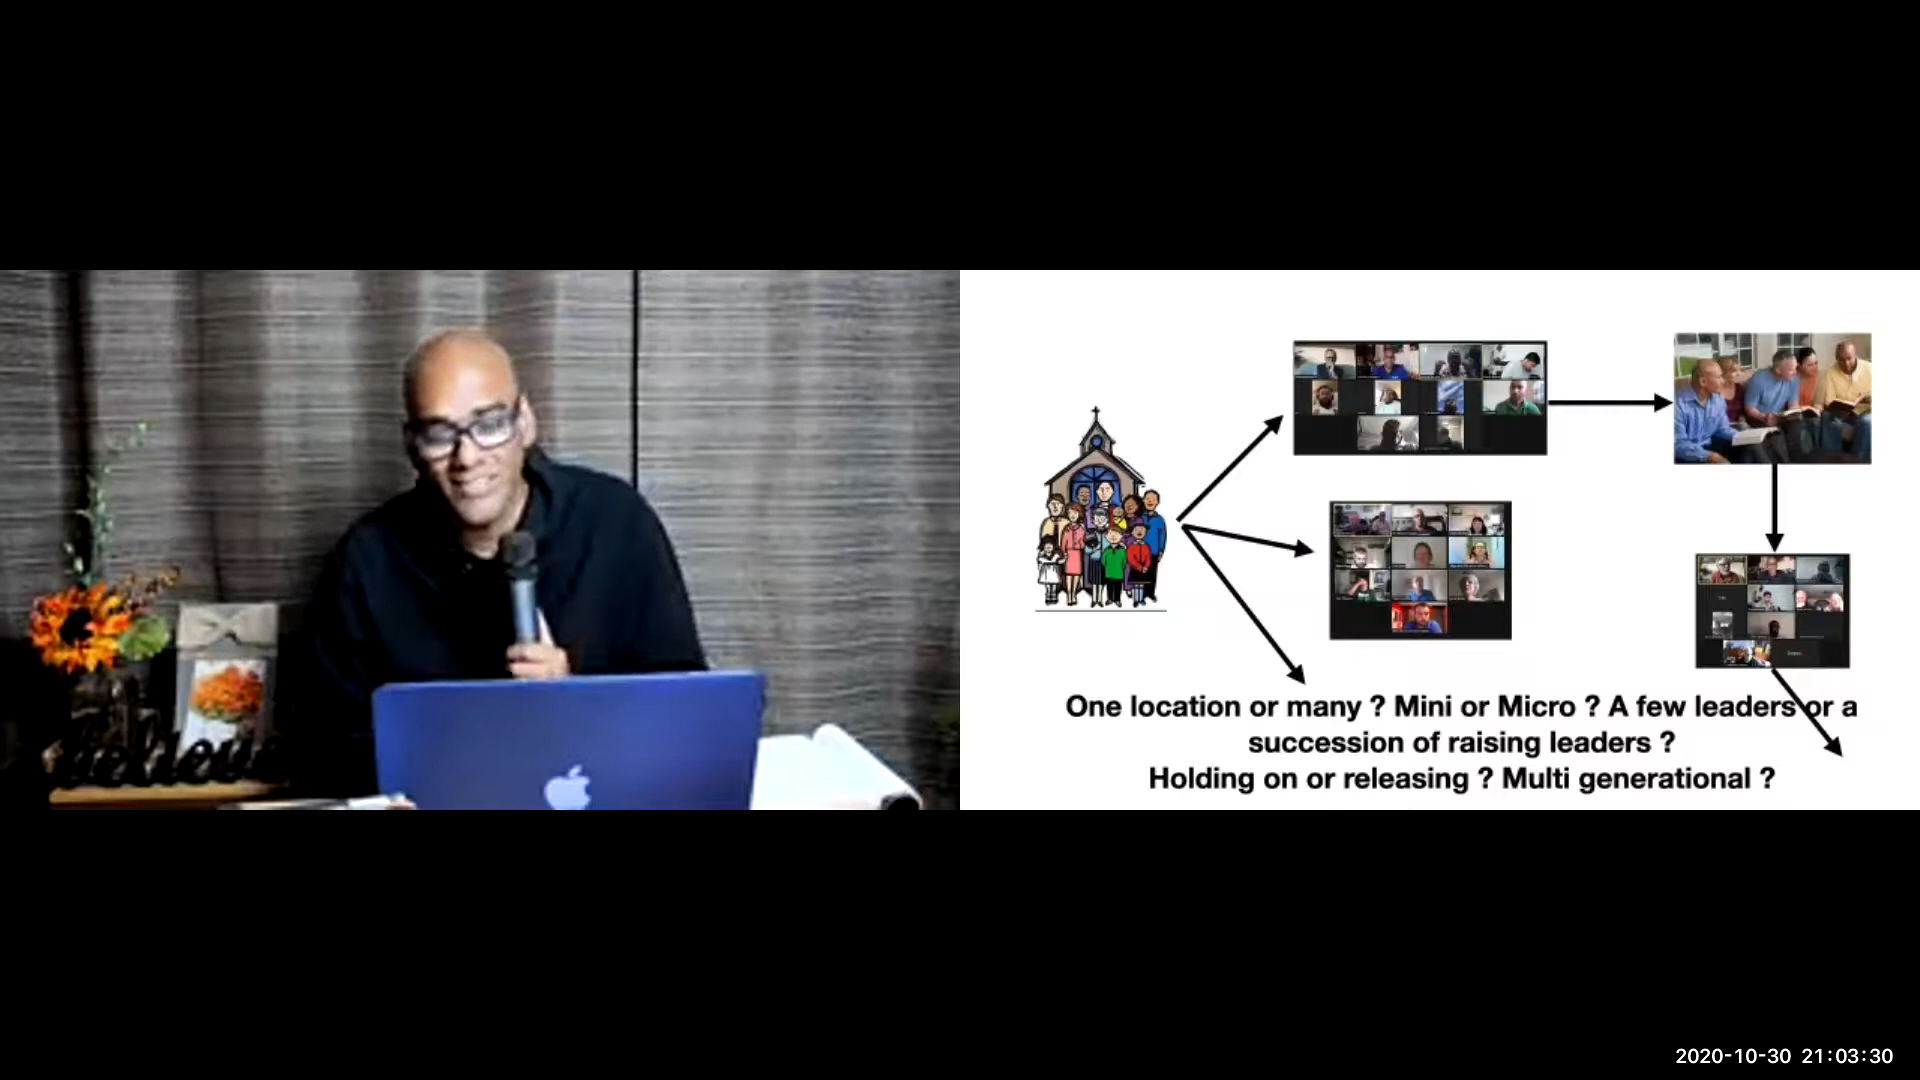 believe
One location or many ? Mini or Micro ? A few leaders or a
succession of raising leaders ?
Holding on or releasing ? Multi generational ?
2020-10-30 21:03:30